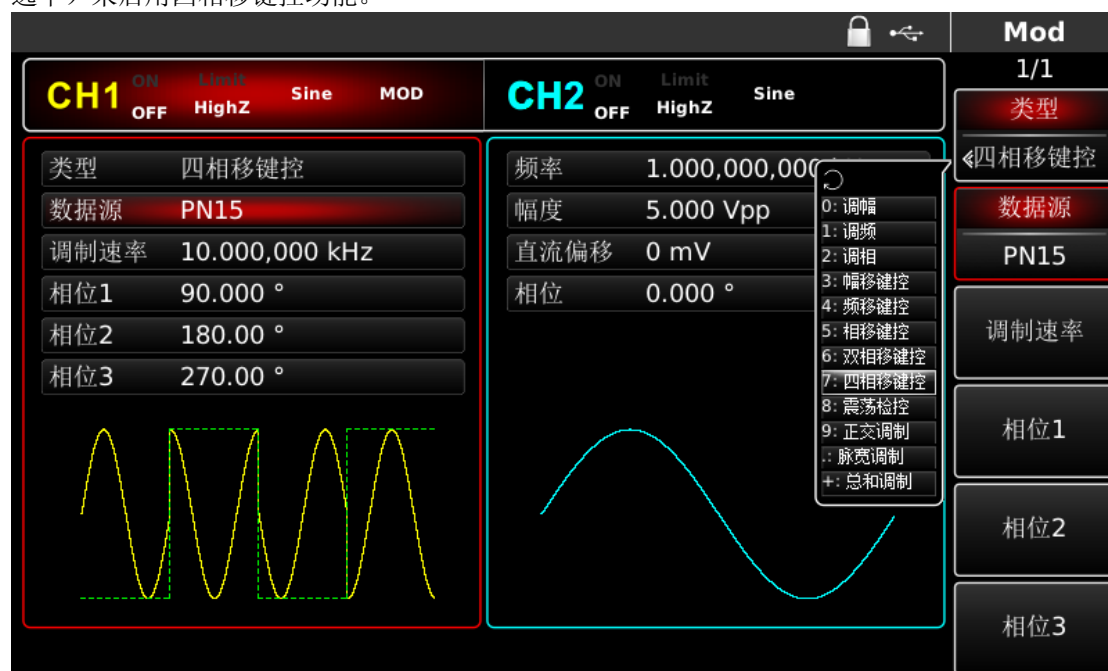 Mod
1/1
CH1 ON OFF Limit HighZ Sine MOD
CH2 ON OFF Limit HighZ Sine
类型
四相移键控
数据源
PN15
调制速率
相位1
相位2
相位3
类型 四相移键控
数据源 PN15
调制速率 10.000,000 kHz
相位1 90.000 °
相位2 180.00 °
相位3 270.00 °
频率 1.000,000,000
幅度 5.000 Vpp
直流偏移 0 mV
相位 0.000 °
0: 调幅
1: 调频
2: 调相
3: 幅移键控
4: 频移键控
5: 相移键控
6: 双相移键控
7: 四相移键控
8: 震荡检控
9: 正交调制
.: 脉宽调制
+: 总和调制